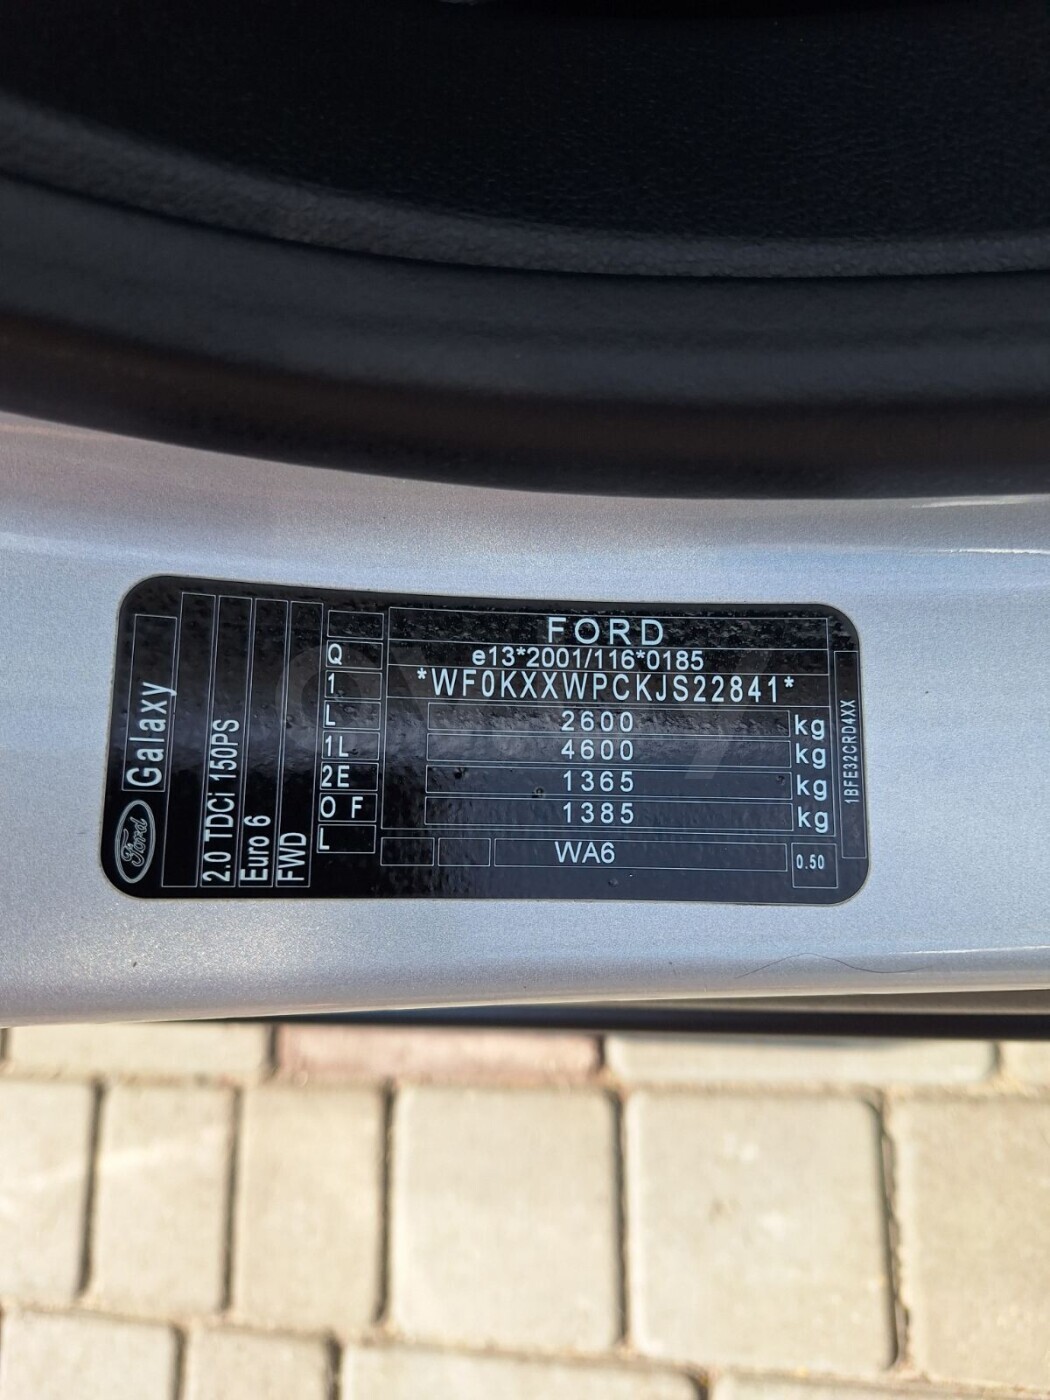 FORD
e13*2001/116*0185
*WF0KXXWPCKJS22841*
Q
1
L
1L
2E
O F
L
2600 kg
4600 kg
1365 kg
1385 kg
WA6
0.50
1BFE32CRD4XX
Ford Galaxy
2.0 TDCi 150PS
Euro 6
FWD